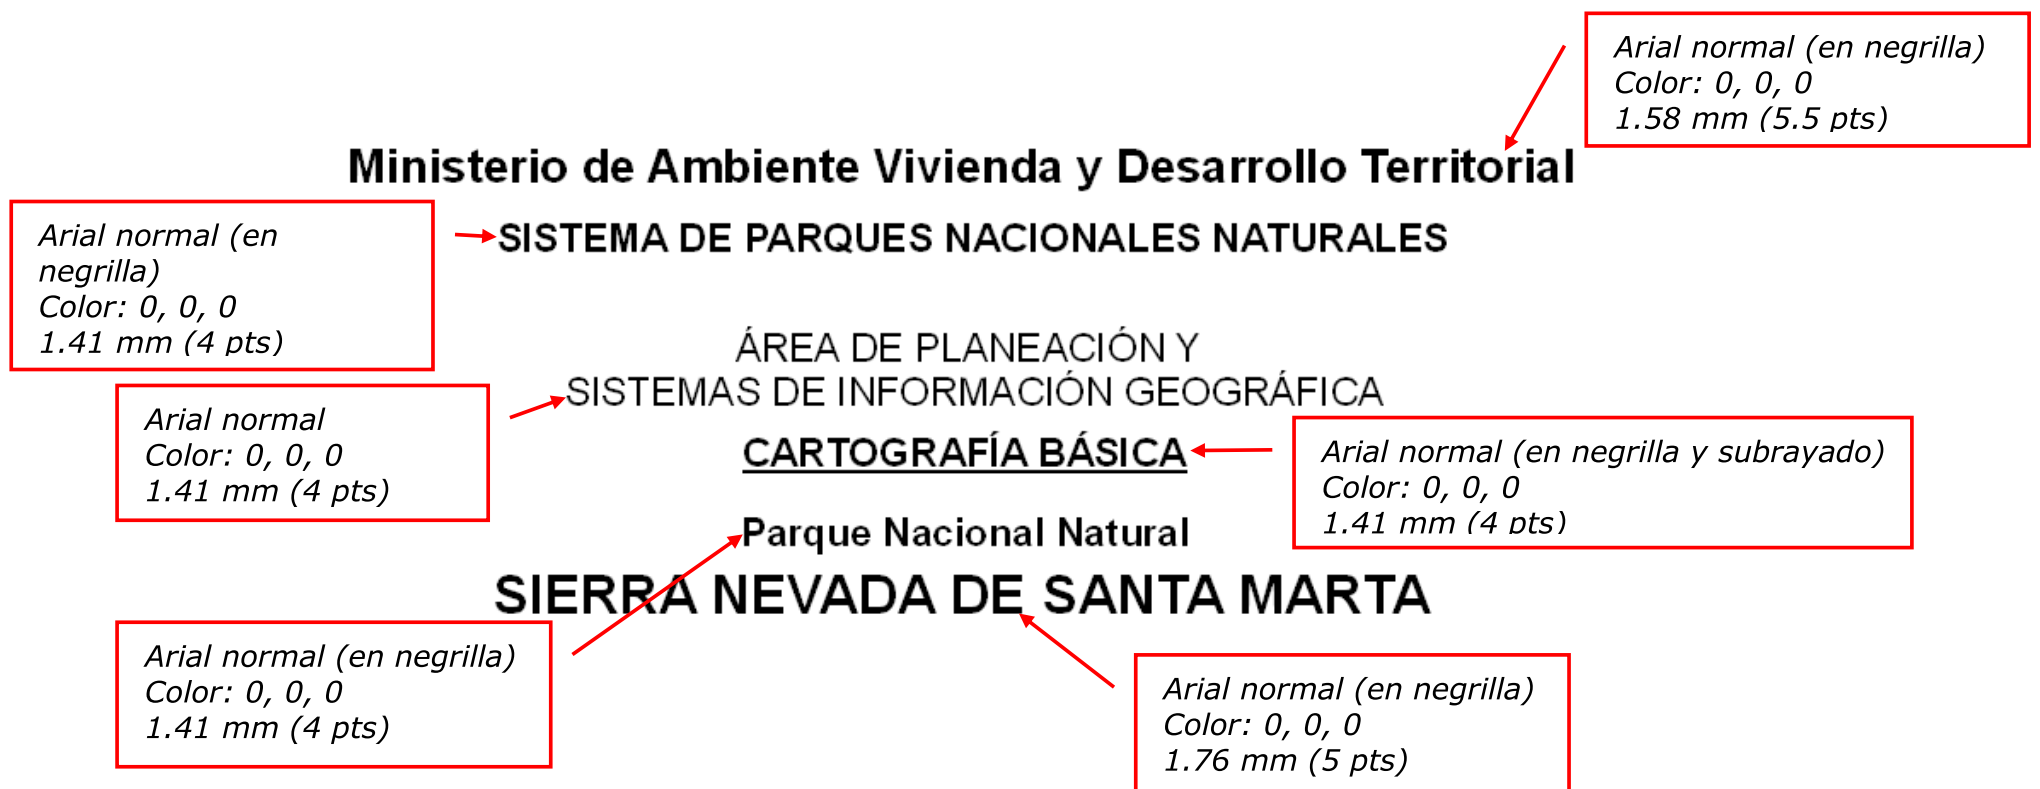 Arial normal (en negrilla)
Color: 0, 0, 0
1.58 mm (5.5 pts)
Ministerio de Ambiente Vivienda y Desarrollo Territorial
Arial normal (en
negrilla)
Color: 0, 0, 0
1.41 mm (4 pts)
SISTEMA DE PARQUES NACIONALES NATURALES
ÁREA DE PLANEACIÓN Y
SISTEMAS DE INFORMACIÓN GEOGRÁFICA
Arial normal
Color: 0, 0, 0
1.41 mm (4 pts)
CARTOGRAFÍA BÁSICA
Arial normal (en negrilla y subrayado)
Color: 0, 0, 0
1.41 mm (4 pts)
Parque Nacional Natural
SIERRA NEVADA DE SANTA MARTA
Arial normal (en negrilla)
Color: 0, 0, 0
1.41 mm (4 pts)
Arial normal (en negrilla)
Color: 0, 0, 0
1.76 mm (5 pts)